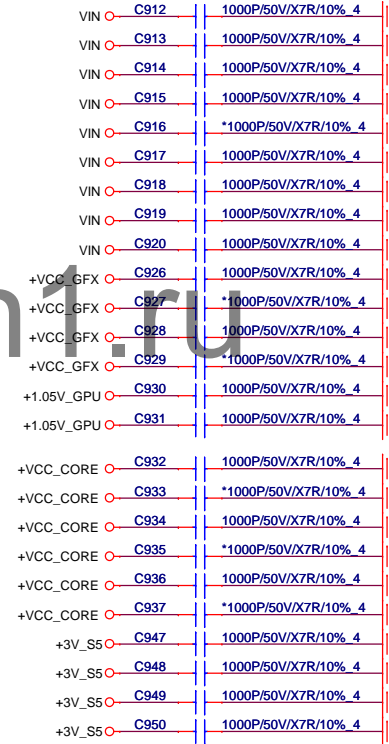 VIN C912 1000P/50V/X7R/10%_4
VIN C913 1000P/50V/X7R/10%_4
VIN C914 1000P/50V/X7R/10%_4
VIN C915 1000P/50V/X7R/10%_4
VIN C916 *1000P/50V/X7R/10%_4
VIN C917 1000P/50V/X7R/10%_4
VIN C918 1000P/50V/X7R/10%_4
VIN C919 1000P/50V/X7R/10%_4
VIN C920 1000P/50V/X7R/10%_4
+VCC_GFX C926 1000P/50V/X7R/10%_4
+VCC_GFX C927 *1000P/50V/X7R/10%_4
n1.ru
+VCC_GFX C928 1000P/50V/X7R/10%_4
+VCC_GFX C929 *1000P/50V/X7R/10%_4
+1.05V_GPU C930 1000P/50V/X7R/10%_4
+1.05V_GPU C931 1000P/50V/X7R/10%_4
+VCC_CORE C932 1000P/50V/X7R/10%_4
+VCC_CORE C933 *1000P/50V/X7R/10%_4
+VCC_CORE C934 1000P/50V/X7R/10%_4
+VCC_CORE C935 *1000P/50V/X7R/10%_4
+VCC_CORE C936 1000P/50V/X7R/10%_4
+VCC_CORE C937 *1000P/50V/X7R/10%_4
+3V_S5 C947 1000P/50V/X7R/10%_4
+3V_S5 C948 1000P/50V/X7R/10%_4
+3V_S5 C949 1000P/50V/X7R/10%_4
+3V_S5 C950 1000P/50V/X7R/10%_4